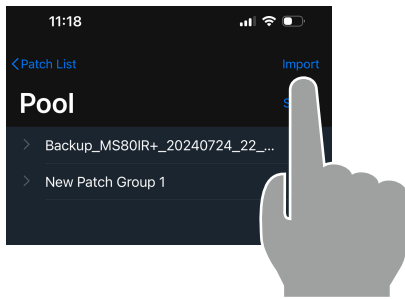 11:18
Patch List
Import
Pool
Backup_MS80IR+_20240724_22_...
New Patch Group 1